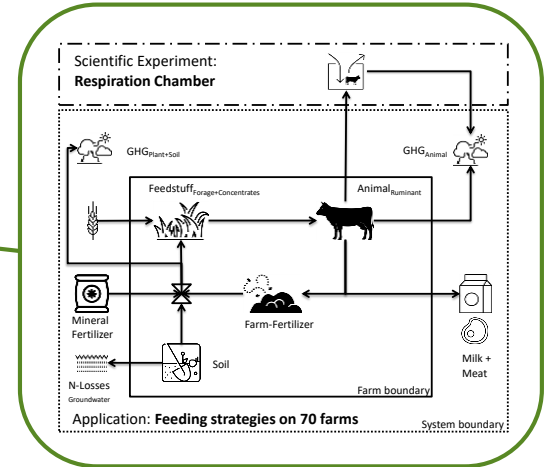 Scientific Experiment:
Respiration Chamber
GHGPlant+Soil
GHGAnimal
FeedstuffForage+Concentrates
AnimalRuminant
Mineral
Fertilizer
Farm-Fertilizer
Soil
Milk +
Meat
N-Losses
Groundwater
Farm boundary
Application: Feeding strategies on 70 farms
System boundary